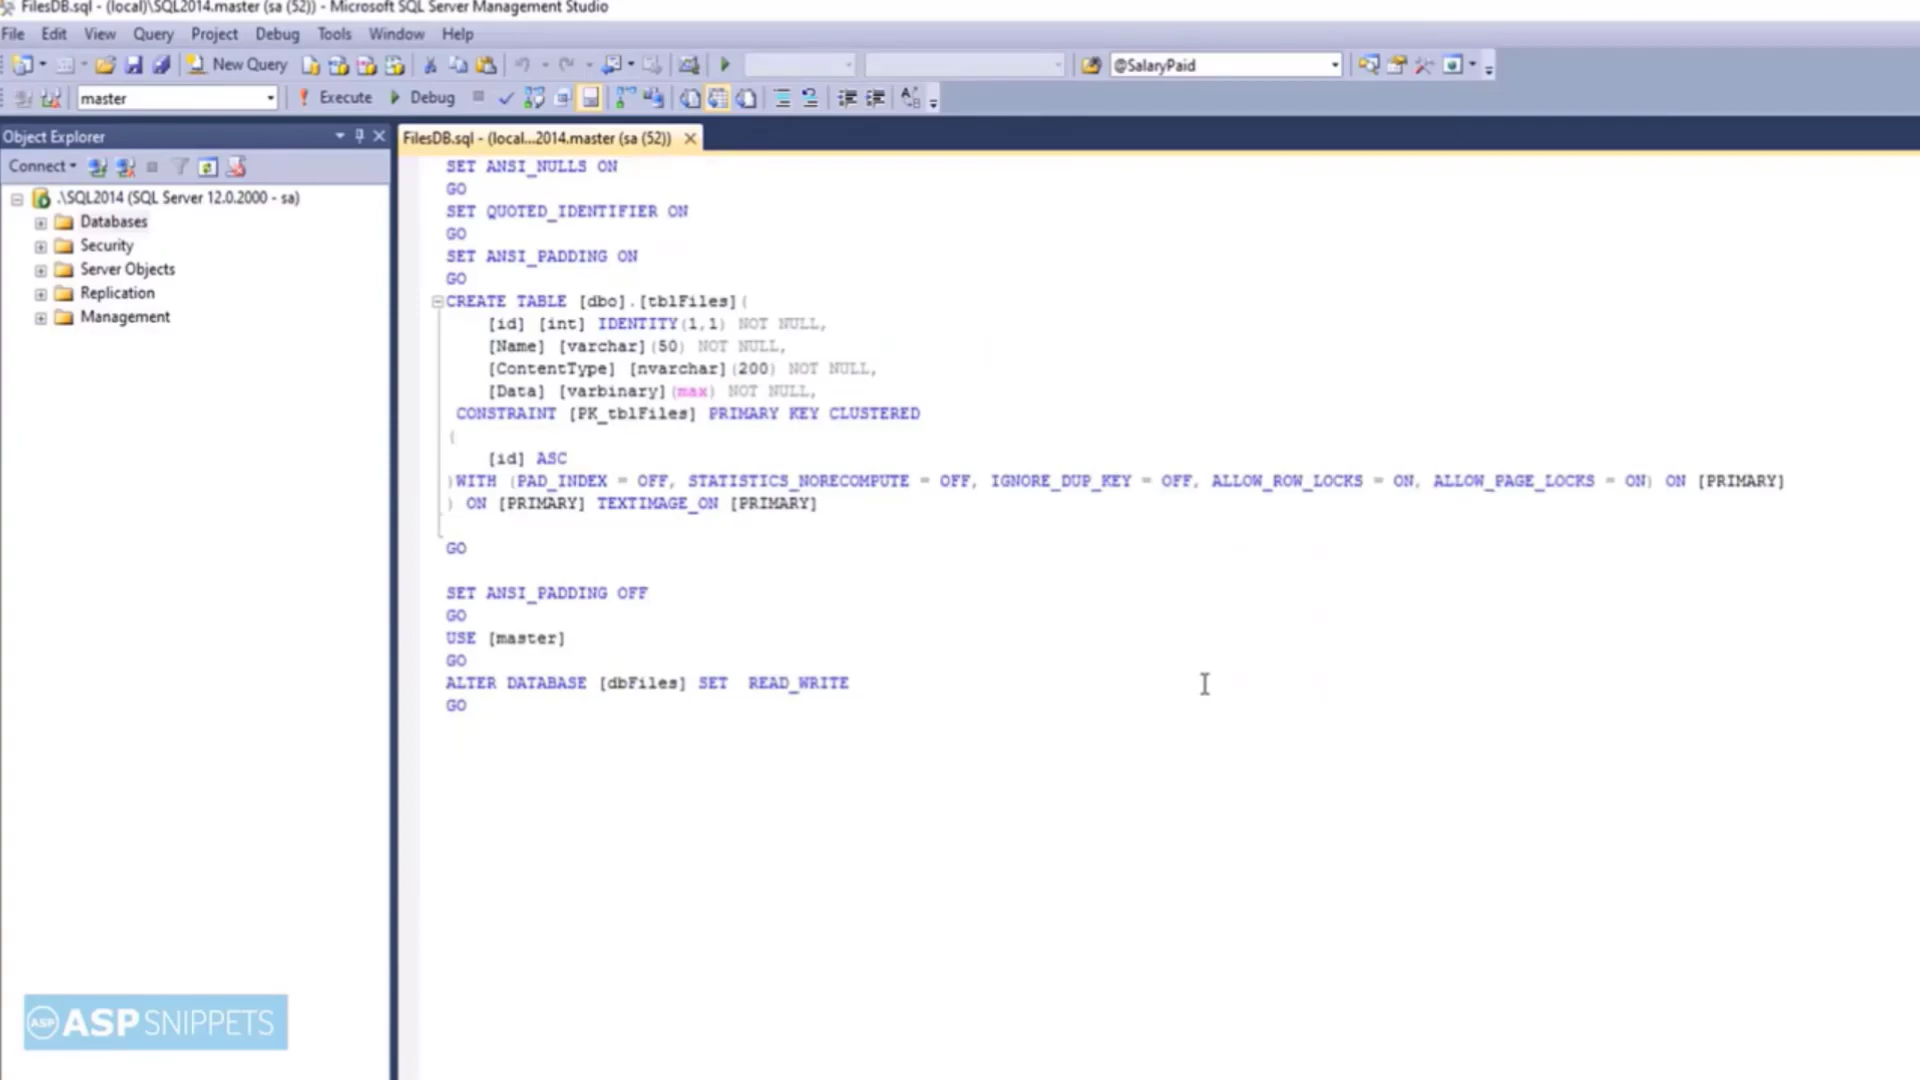 FilesDB.sql - (local)\SQL2014.master (sa (52)) - Microsoft SQL Server Management Studio
File Edit View Query Project Debug Tools Window Help
New Query @SalaryPaid
master Execute Debug
Object Explorer
FilesDB.sql - (local...2014.master (sa (52))
Connect
.\SQL2014 (SQL Server 12.0.2000 - sa)
Databases
Security
Server Objects
Replication
Management
SET ANSI_NULLS ON
GO
SET QUOTED_IDENTIFIER ON
GO
SET ANSI_PADDING ON
GO
CREATE TABLE [dbo].[tblFiles](
[id] [int] IDENTITY(1,1) NOT NULL,
[Name] [varchar](50) NOT NULL,
[ContentType] [nvarchar](200) NOT NULL,
[Data] [varbinary](max) NOT NULL,
CONSTRAINT [PK_tblFiles] PRIMARY KEY CLUSTERED
(
[id] ASC
)WITH (PAD_INDEX = OFF, STATISTICS_NORECOMPUTE = OFF, IGNORE_DUP_KEY = OFF, ALLOW_ROW_LOCKS = ON, ALLOW_PAGE_LOCKS = ON) ON [PRIMARY]
) ON [PRIMARY] TEXTIMAGE_ON [PRIMARY]
GO
SET ANSI_PADDING OFF
GO
USE [master]
GO
ALTER DATABASE [dbFiles] SET READ_WRITE
GO
ASP ASPSNIPPETS